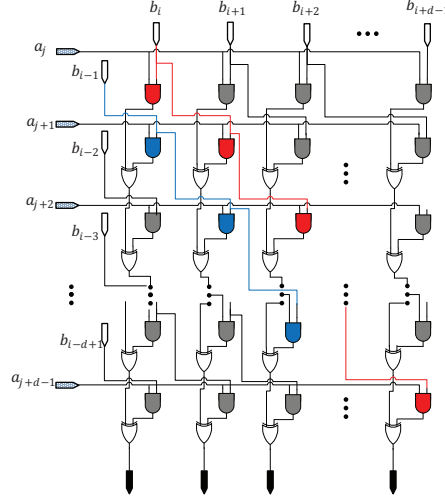 b_i b_{i+1} b_{i+2} b_{i+d-1}
a_j
b_{i-1}
a_{j+1}
b_{i-2}
a_{j+2}
b_{i-3}
b_{i-d+1}
a_{j+d-1}